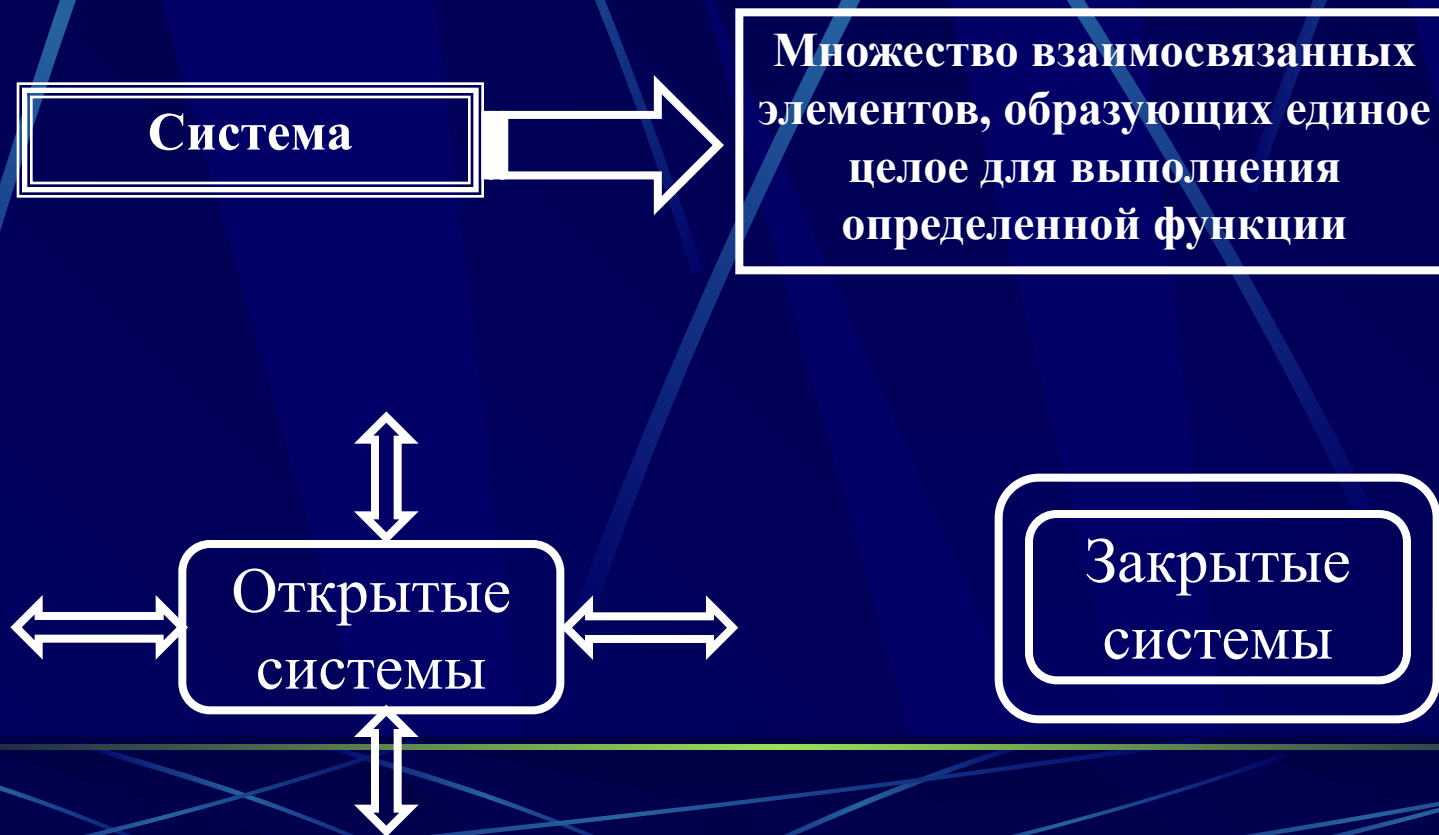 Система
Множество взаимосвязанных
элементов, образующих единое
целое для выполнения
определенной функции
Открытые
системы
Закрытые
системы